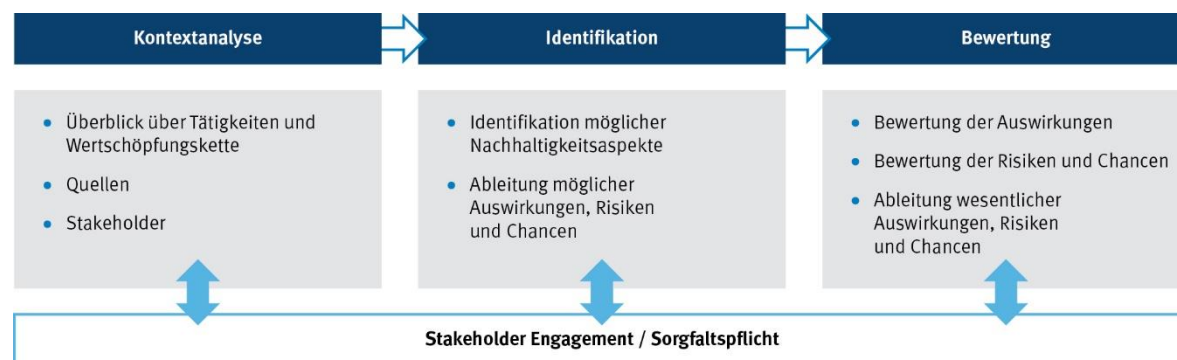 Kontextanalyse
Überblick über Tätigkeiten und
Wertschöpfungskette
Quellen
Stakeholder
Identifikation
Identifikation möglicher
Nachhaltigkeitsaspekte
Ableitung möglicher
Auswirkungen, Risiken
und Chancen
Bewertung
Bewertung der Auswirkungen
Bewertung der Risiken und Chancen
Ableitung wesentlicher
Auswirkungen, Risiken
und Chancen
Stakeholder Engagement / Sorgfaltspflicht